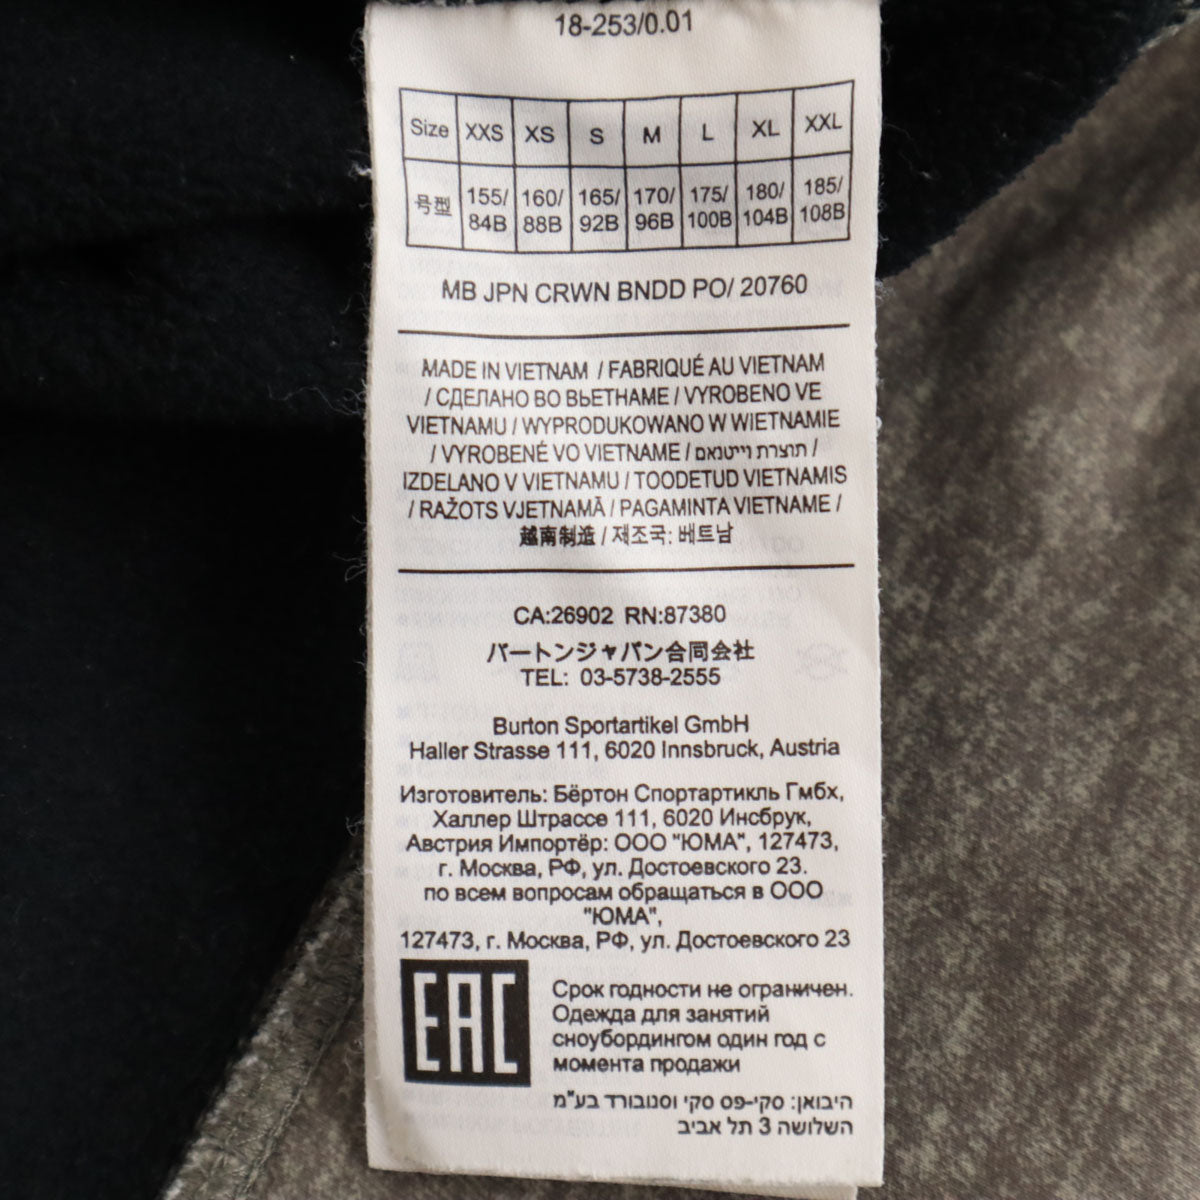 18-253/0.01
Size XXS XS S M L XL XXL
号型 155/84B 160/88B 165/92B 170/96B 175/100B 180/104B 185/108B
MB JPN CRWN BNDD PO/ 20760
MADE IN VIETNAM / FABRIQUÉ AU VIETNAM
/ СДЕЛАНО ВО ВЬЕТНАМЕ / VYROBENO VE
VIETNAMU / WYPRODUKOWANO W WIETNAMIE
/ VYROBENÉ VO VIETNAME / תוצרת וייטנאם /
IZDELANO V VIETNAMU / TOODETUD VIETNAMIS
/ RAŽOTS VJETNAMĀ / PAGAMINTA VIETNAME /
越南制造 / 제조국: 베트남
CA:26902 RN:87380
バートンジャパン合同会社
TEL: 03-5738-2555
Burton Sportartikel GmbH
Haller Strasse 111, 6020 Innsbruck, Austria
Изготовитель: Бёртон Спортартикль Гмбх,
Халлер Штрассе 111, 6020 Инсбрук,
Австрия Импортёр: ООО "ЮМА", 127473,
г. Москва, РФ, ул. Достоевского 23.
по всем вопросам обращаться в ООО
"ЮМА",
127473, г. Москва, РФ, ул. Достоевского 23
EAC
Срок годности не ограничен.
Одежда для занятий
сноубордингом один год с
момента продажи
היבואן: סקי-פס סקי וסנובורד בע"מ
השלושה 3 תל אביב